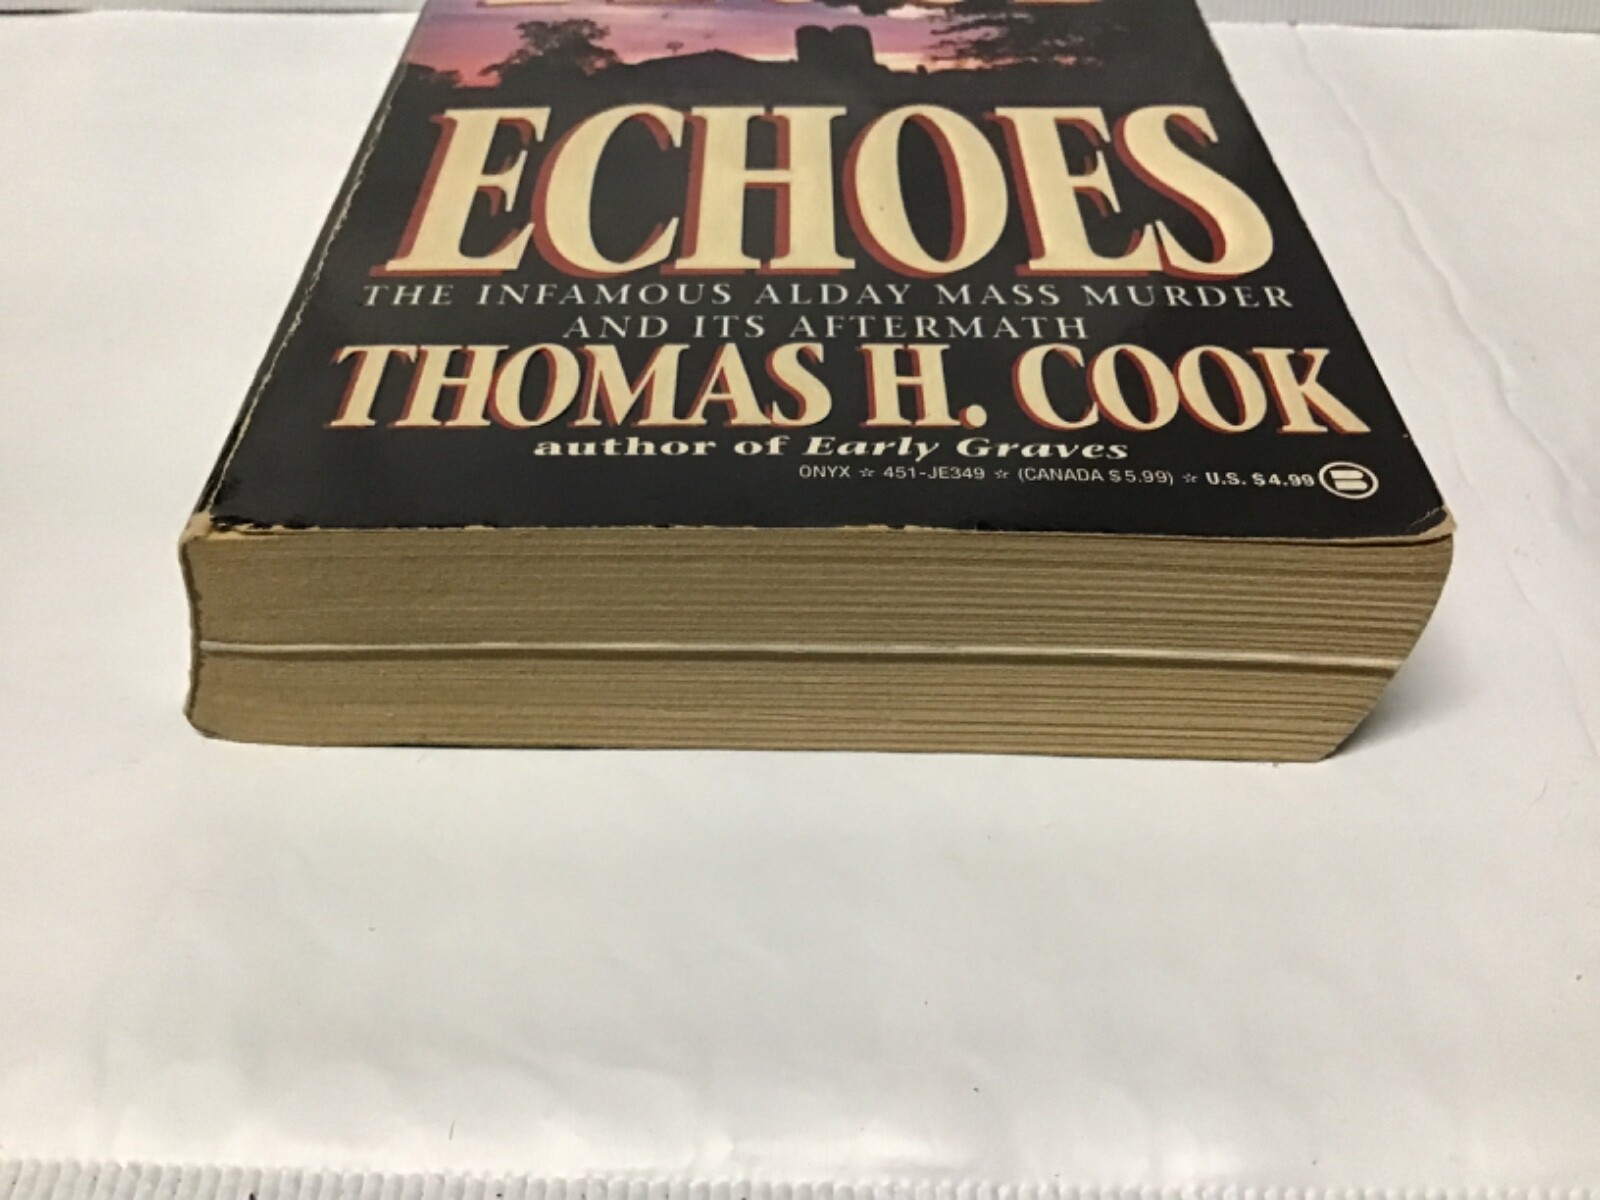 ECHOES
THE INFAMOUS ALDAY MASS MURDER
AND ITS AFTERMATH
THOMAS H. COOK
author of Early Graves
ONYX ☆ 451-JE349 ☆ (CANADA $5.99) ☆ U.S. $4.99